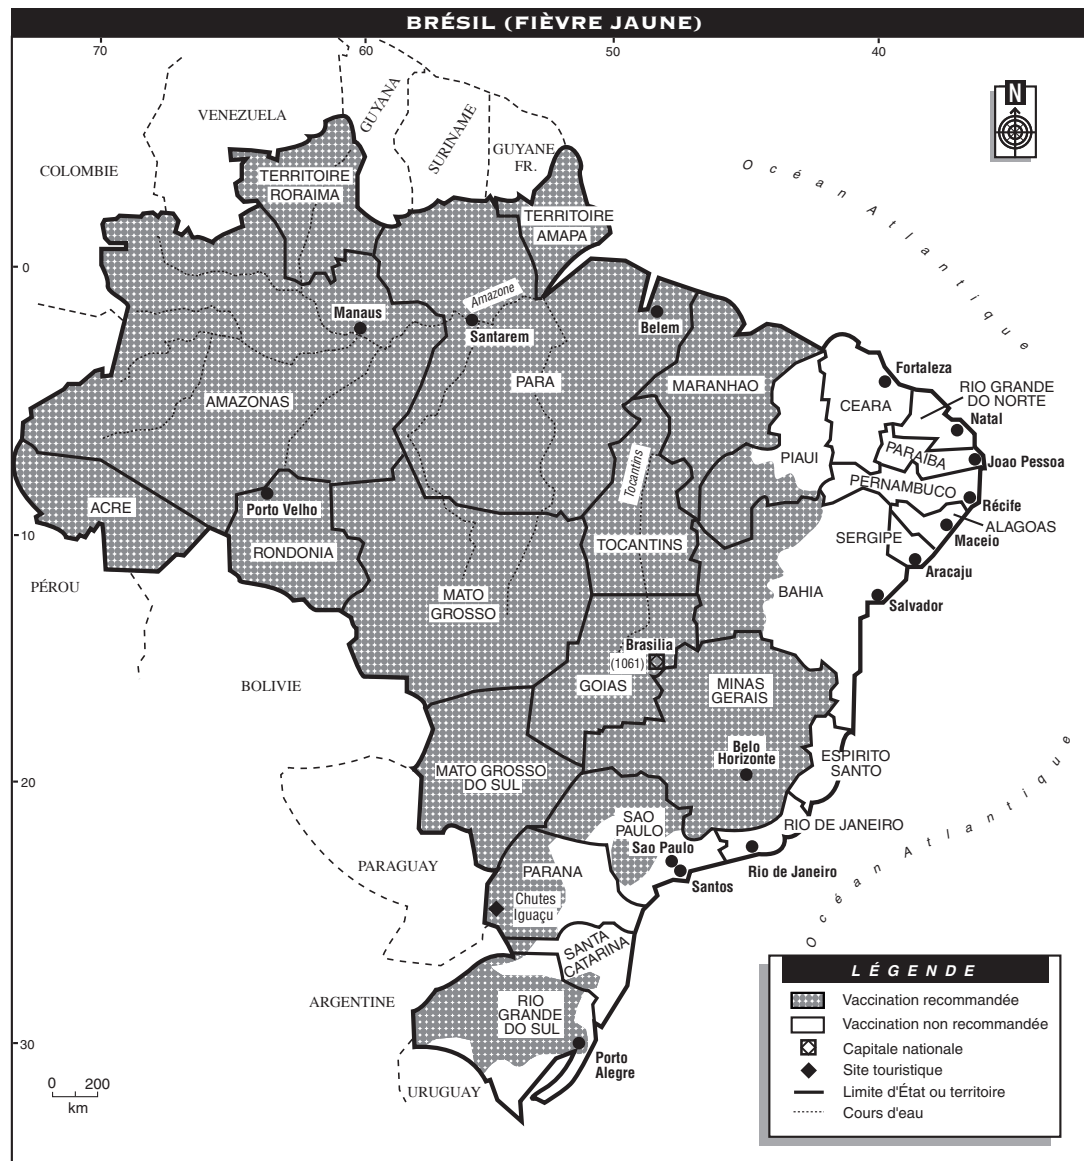 BRÉSIL (FIÈVRE JAUNE)
70
60
50
40
N
VENEZUELA
GUYANA
SURINAME
GUYANE
FR.
COLOMBIE
Océan Atlantique
TERRITOIRE
RORAIMA
TERRITOIRE
AMAPA
0
Amazone
Manaus
Santarem
Belem
Fortaleza
PARA
MARANHAO
RIO GRANDE
DO NORTE
AMAZONAS
CEARA
Natal
PIAUI
PARAIBA
Joao Pessoa
Tocantins
PERNAMBUCO
ACRE
Porto Velho
Récife
ALAGOAS
10
RONDONIA
TOCANTINS
SERGIPE
Maceio
Aracaju
PÉROU
MATO
GROSSO
BAHIA
Salvador
Brasilia
(1061)
BOLIVIE
GOIAS
MINAS
GERAIS
Belo
Horizonte
ESPIRITO
SANTO
20
MATO GROSSO
DO SUL
Océan Atlantique
SAO
PAULO
RIO DE JANEIRO
Sao Paulo
PARAGUAY
PARANA
Rio de Janeiro
Santos
Chutes
Iguaçu
SANTA
CATARINA
ARGENTINE
RIO
GRANDE
DO SUL
30
Porto
Alegre
URUGUAY
0 200
km
LÉGENDE
Vaccination recommandée
Vaccination non recommandée
Capitale nationale
Site touristique
Limite d'État ou territoire
Cours d'eau